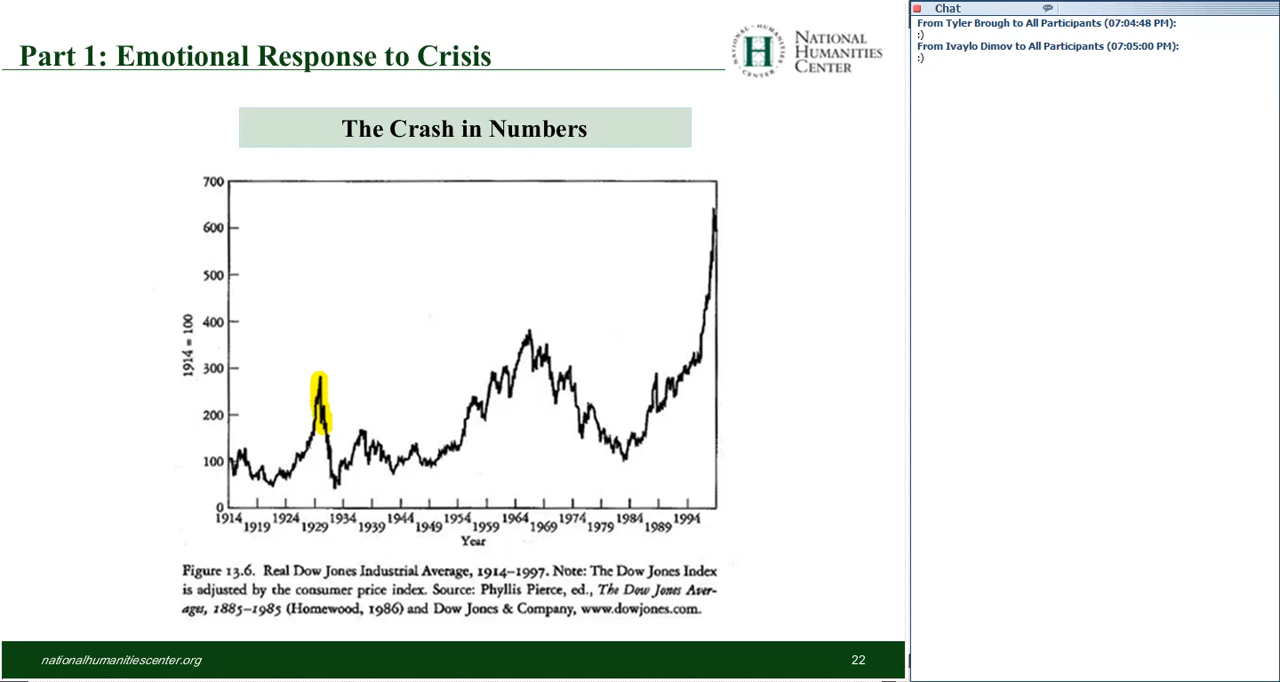 Part 1: Emotional Response to Crisis
NATIONAL
HUMANITIES
CENTER
The Crash in Numbers
700
600
500
400
300
200
100
0
1914 = 100
1914
1919
1924
1929
1934
1939
1944
1949
1954
1959
1964
1969
1974
1979
1984
1989
1994
Year
Figure 13.6. Real Dow Jones Industrial Average, 1914–1997. Note: The Dow Jones Index
is adjusted by the consumer price index. Source: Phyllis Pierce, ed., The Dow Jones Aver-
ages, 1885–1985 (Homewood, 1986) and Dow Jones & Company, www.dowjones.com.
nationalhumanitiescenter.org
22
Chat
From Tyler Brough to All Participants (07:04:48 PM):
:)
From Ivaylo Dimov to All Participants (07:05:00 PM):
:)